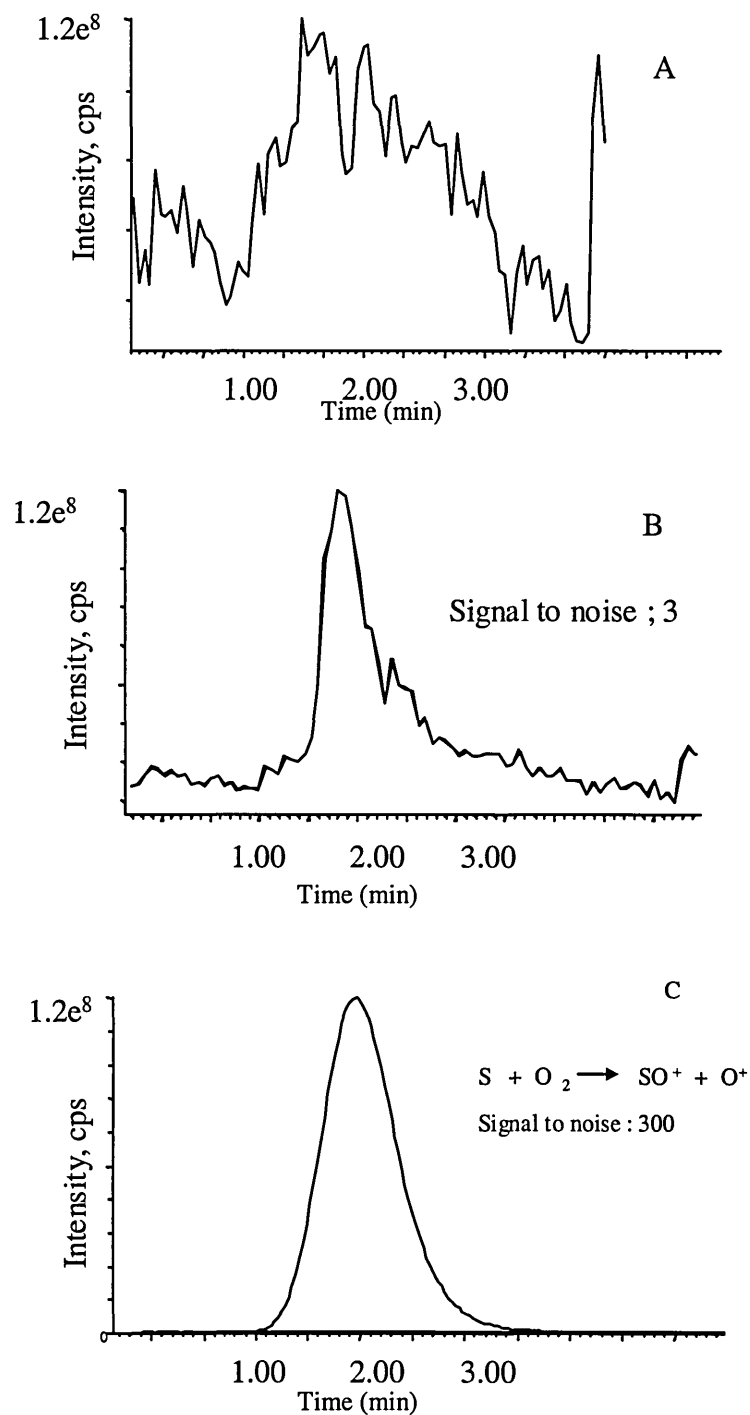 1.2e⁸
A
Intensity, cps
1.00 2.00 3.00
Time (min)
1.2e⁸
B
Signal to noise ; 3
Intensity, cps
1.00 2.00 3.00
Time (min)
C
1.2e⁸
S + O ₂ → SO⁺ + O⁺
Signal to noise : 300
Intensity, cps
0
1.00 2.00 3.00
Time (min)